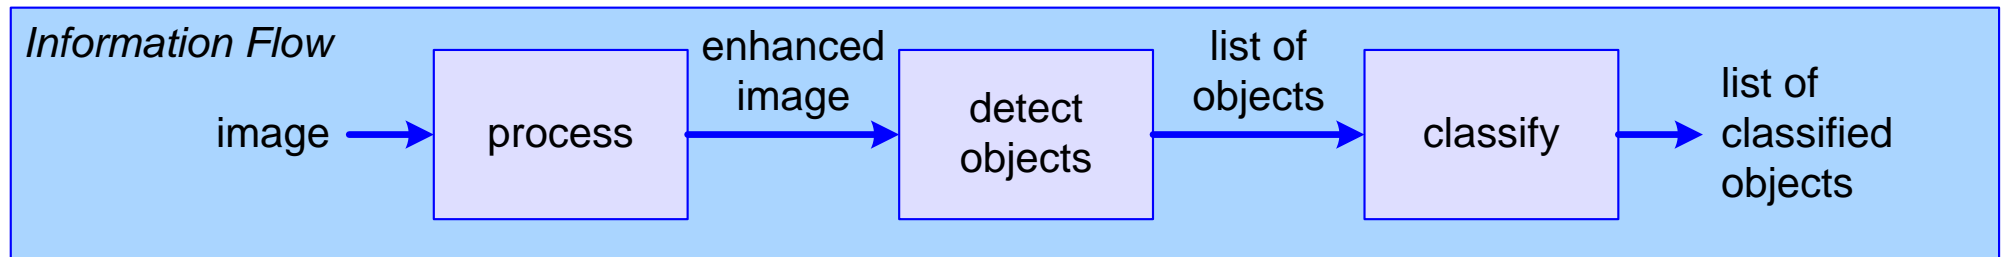 Information Flow
image
process
enhanced
image
detect
objects
list of
objects
classify
list of
classified
objects